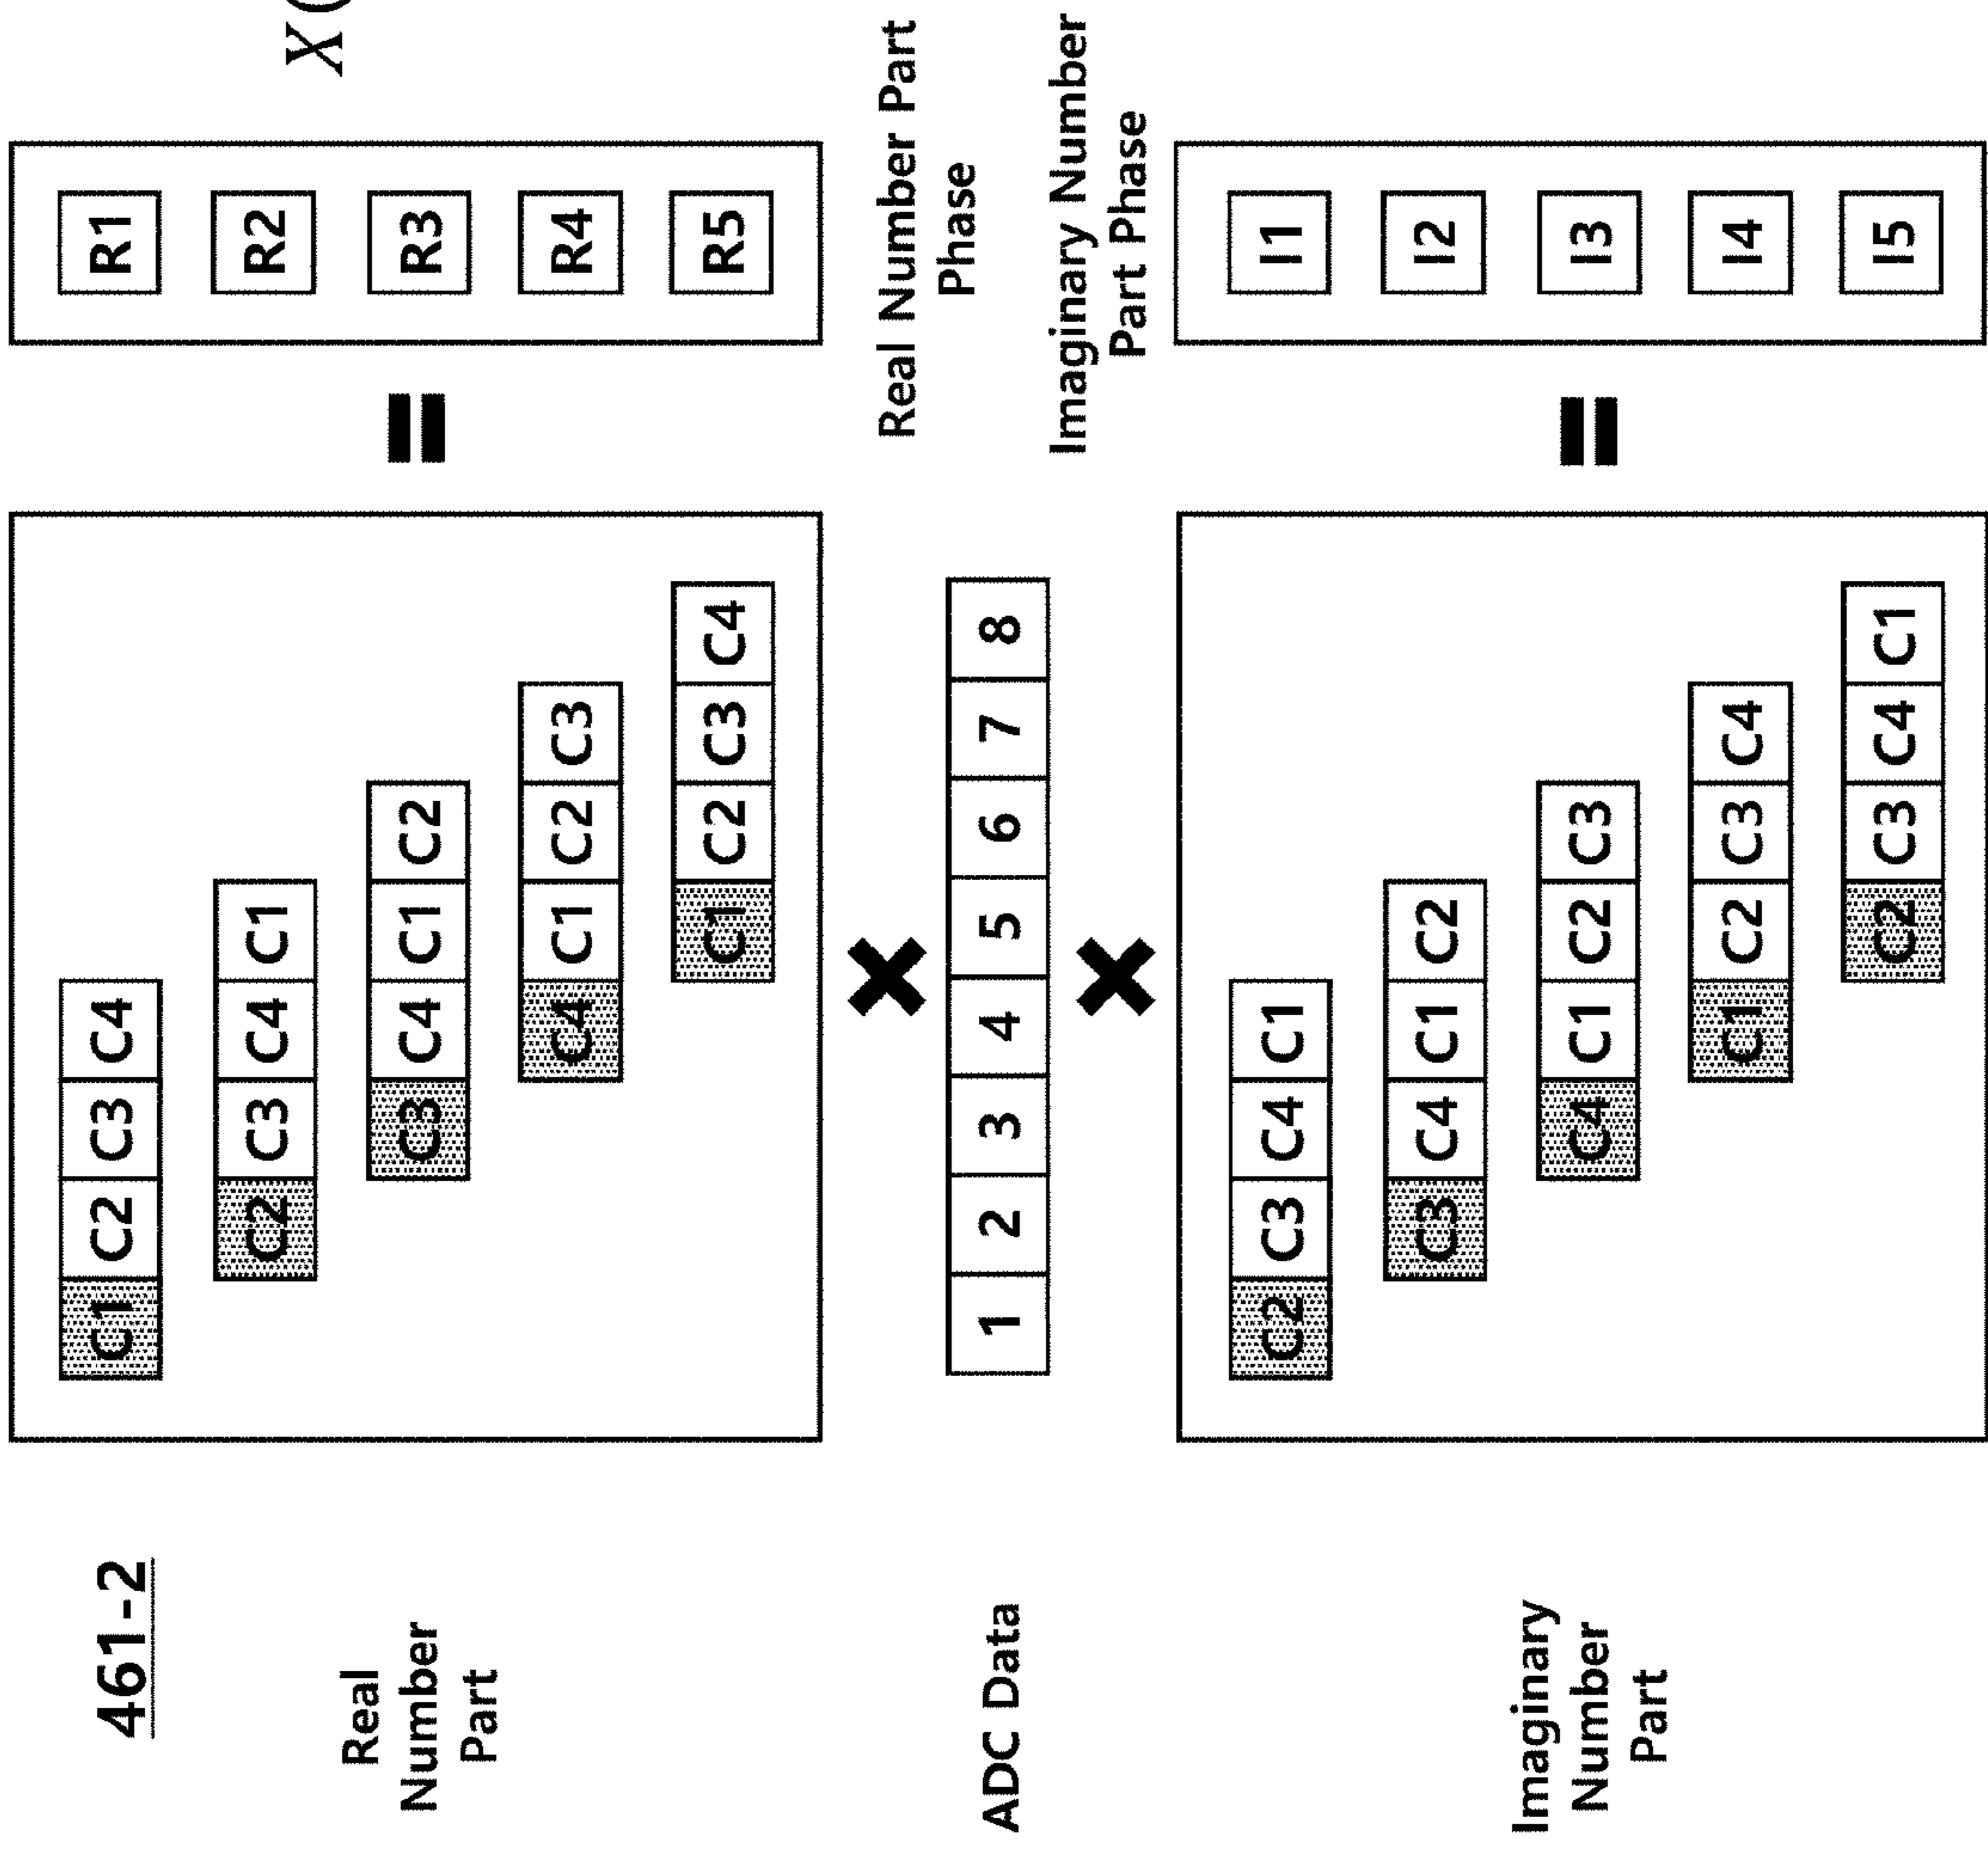 461-2
Real
Number
Part
C1 C2 C3 C4
C2 C3 C4 C1
C3 C4 C1 C2
C4 C1 C2 C3
C1 C2 C3 C4
=
R1
R2
R3
R4
R5
X(
Real Number Part
Phase
×
ADC Data
1 2 3 4 5 6 7 8
×
Imaginary Number
Part Phase
Imaginary
Number
Part
C2 C3 C4 C1
C3 C4 C1 C2
C4 C1 C2 C3
C1 C2 C3 C4
C2 C3 C4 C1
=
I1
I2
I3
I4
I5